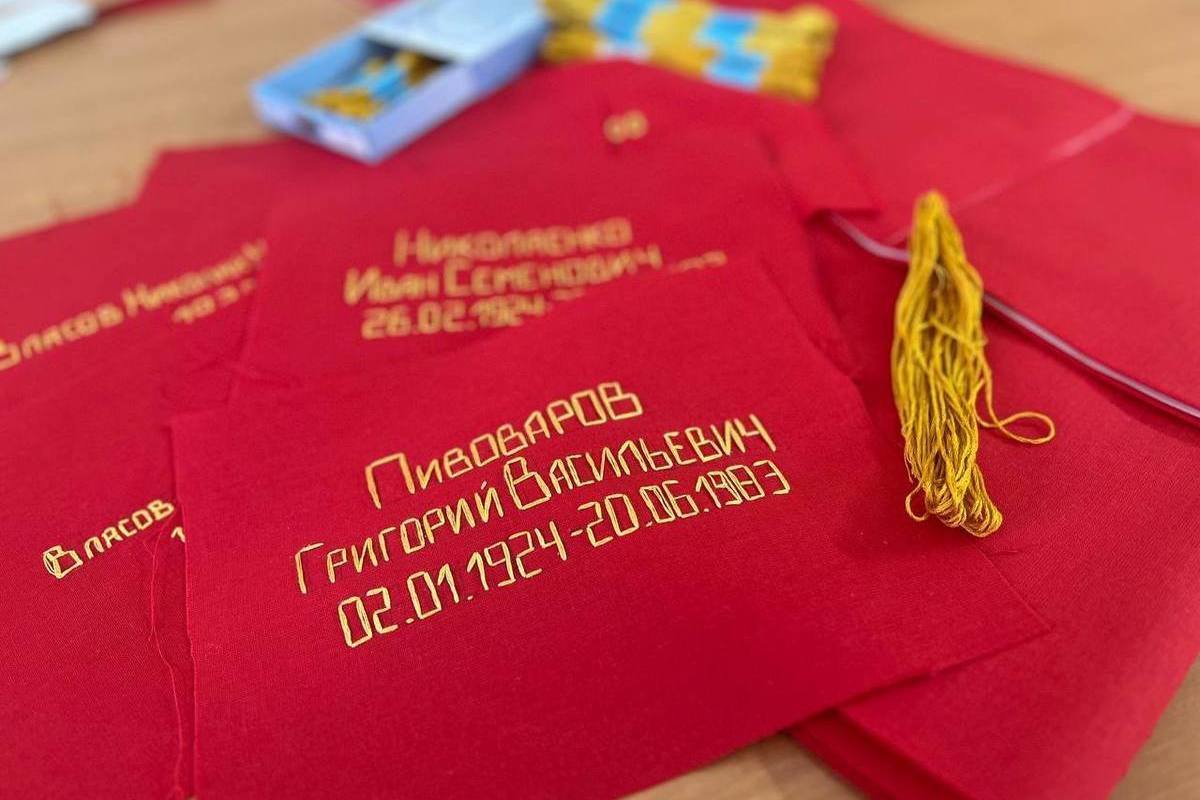 Николаенко
Иван Семенович
26.02.1924-
Власов
Власов
Пивоваров
Григорий Васильевич
02.01.1924-20.06.1983